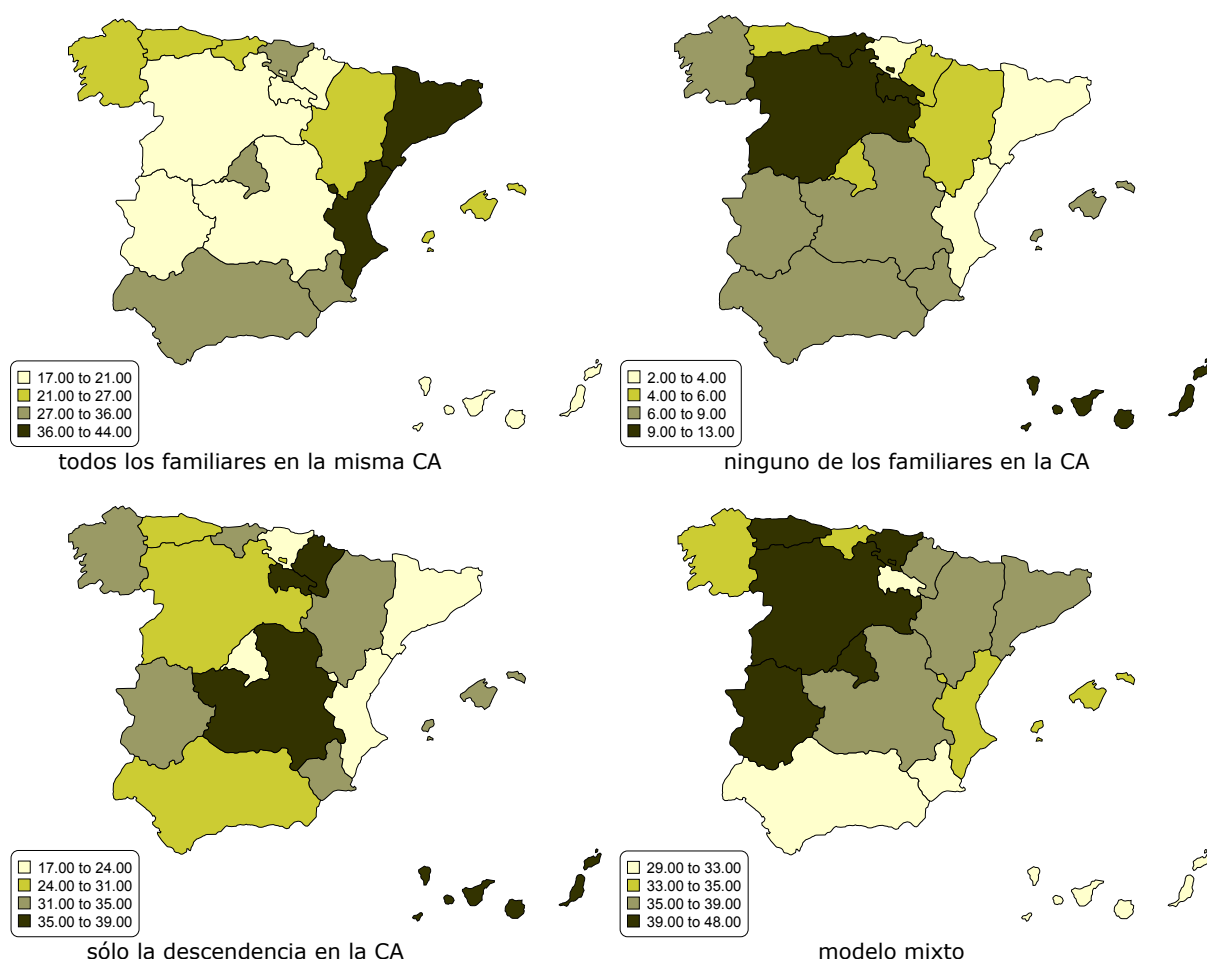 17.00 to 21.00
21.00 to 27.00
27.00 to 36.00
36.00 to 44.00
todos los familiares en la misma CA
2.00 to 4.00
4.00 to 6.00
6.00 to 9.00
9.00 to 13.00
ninguno de los familiares en la CA
17.00 to 24.00
24.00 to 31.00
31.00 to 35.00
35.00 to 39.00
sólo la descendencia en la CA
29.00 to 33.00
33.00 to 35.00
35.00 to 39.00
39.00 to 48.00
modelo mixto